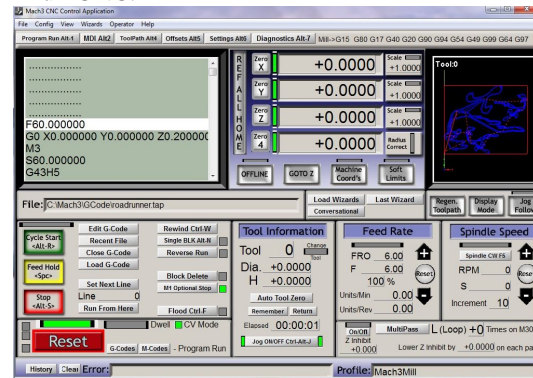 Mach3 CNC Control Application
File Config View Wizards Operator Help
Program Run Alt-1 MDI Alt2 ToolPath Alt4 Offsets Alt5 Settings Alt6 Diagnostics Alt-7 Mill->G15 G80 G17 G40 G20 G90 G94 G54 G49 G99 G64 G97
F60.000000
G0 X0.000000 Y0.000000 Z0.20000
M3
S60.000000
G43H5
REF ALL HOME
Zero X +0.0000 Scale +1.0000
Zero Y +0.0000 Scale +1.0000
Zero Z +0.0000 Scale +1.0000
Zero 4 +0.0000 Radius Correct
OFFLINE GOTO Z Machine Coord's Soft Limits
Tool:0
File: C:\Mach3\GCode\roadrunner.tap
Load Wizards Last Wizard
Conversational
Regen. Toolpath Display Mode Jog Follow
Cycle Start <Alt-R>
Feed Hold <Spc>
Stop <Alt-S>
Edit G-Code
Recent File
Close G-Code
Load G-Code
Set Next Line
Line 0
Run From Here
Rewind Ctrl-W
Single BLK Alt-N
Reverse Run
Block Delete
M1 Optional Stop
Flood Ctrl-F
Dwell CV Mode
Reset
G-Codes M-Codes - Program Run
Tool Information
Tool 0 Change Tool
Dia. +0.0000
H +0.0000
Auto Tool Zero
Remember Return
Elapsed 00:00:01
Jog ON/OFF Ctrl-Alt-J
Feed Rate
FRO 6.00
F 6.00
100 %
Reset
Units/Min 0.00
Units/Rev 0.00
Spindle Speed
Spindle CW F5
RPM 0
S 0
Reset
Increment 10
On/Off MultiPass L (Loop) +0 Times on M30
Z Inhibit
+0.000 Lower Z Inhibit by +0.0000 on each pa
History Clear Error:
Profile: Mach3Mill